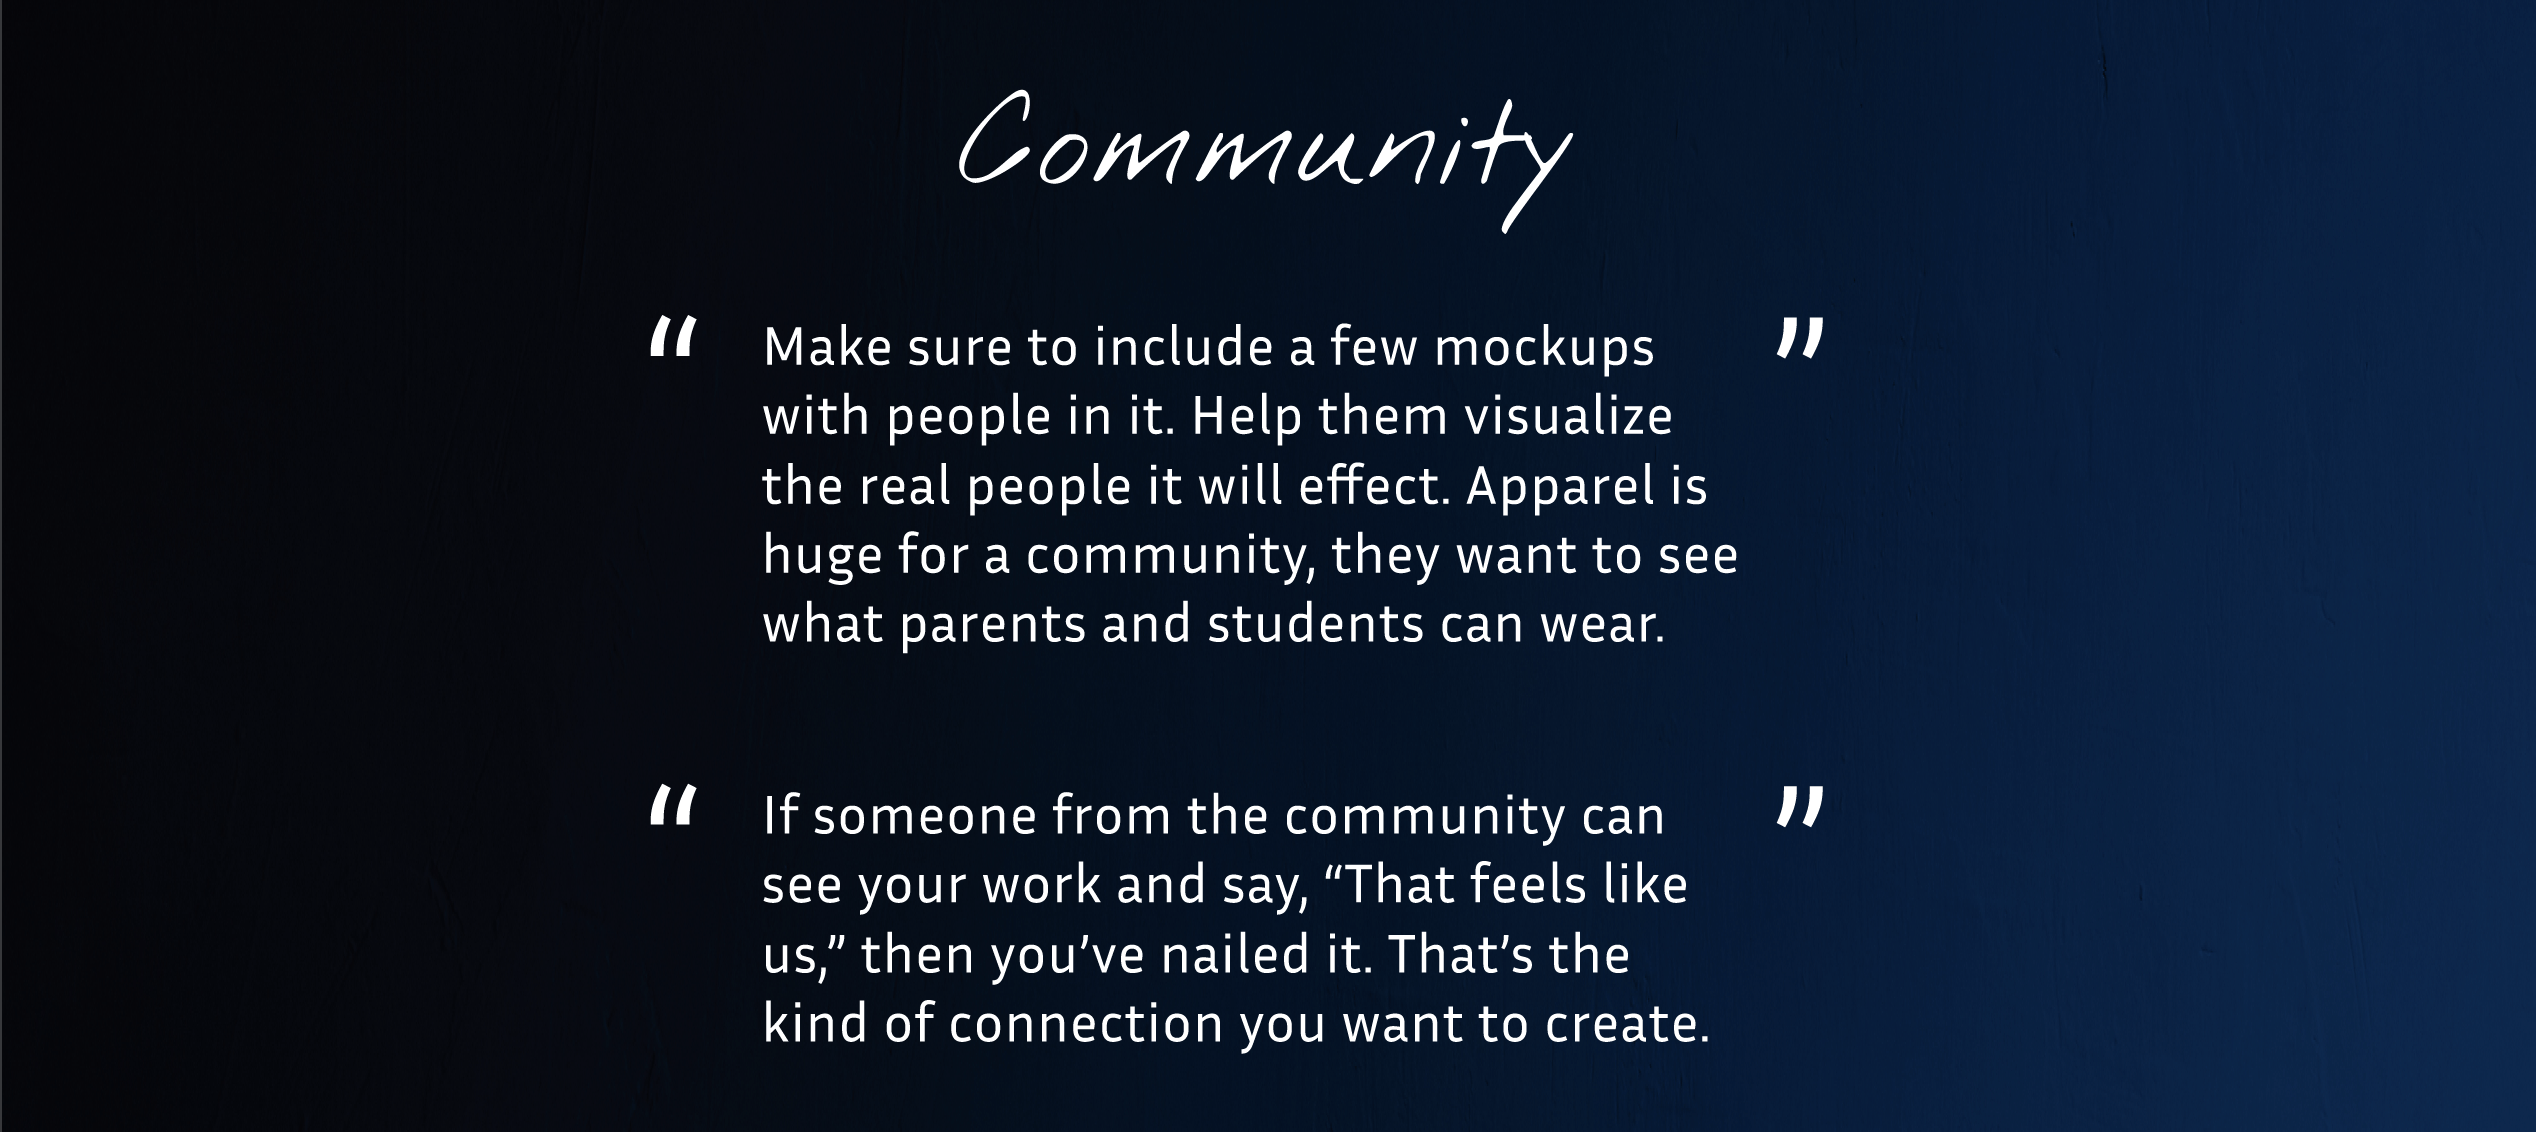 Community
“ Make sure to include a few mockups ”
with people in it. Help them visualize
the real people it will effect. Apparel is
huge for a community, they want to see
what parents and students can wear.
“ If someone from the community can ”
see your work and say, “That feels like
us,” then you’ve nailed it. That’s the
kind of connection you want to create.